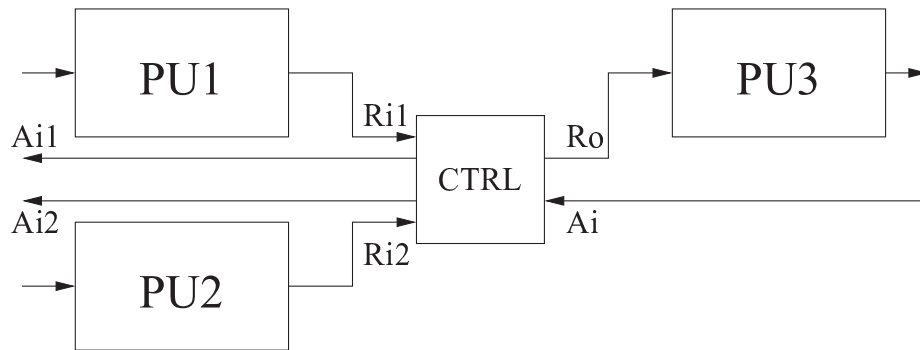 PU1
PU3
Ri1
Ro
Ai1
CTRL
Ai2
Ai
Ri2
PU2